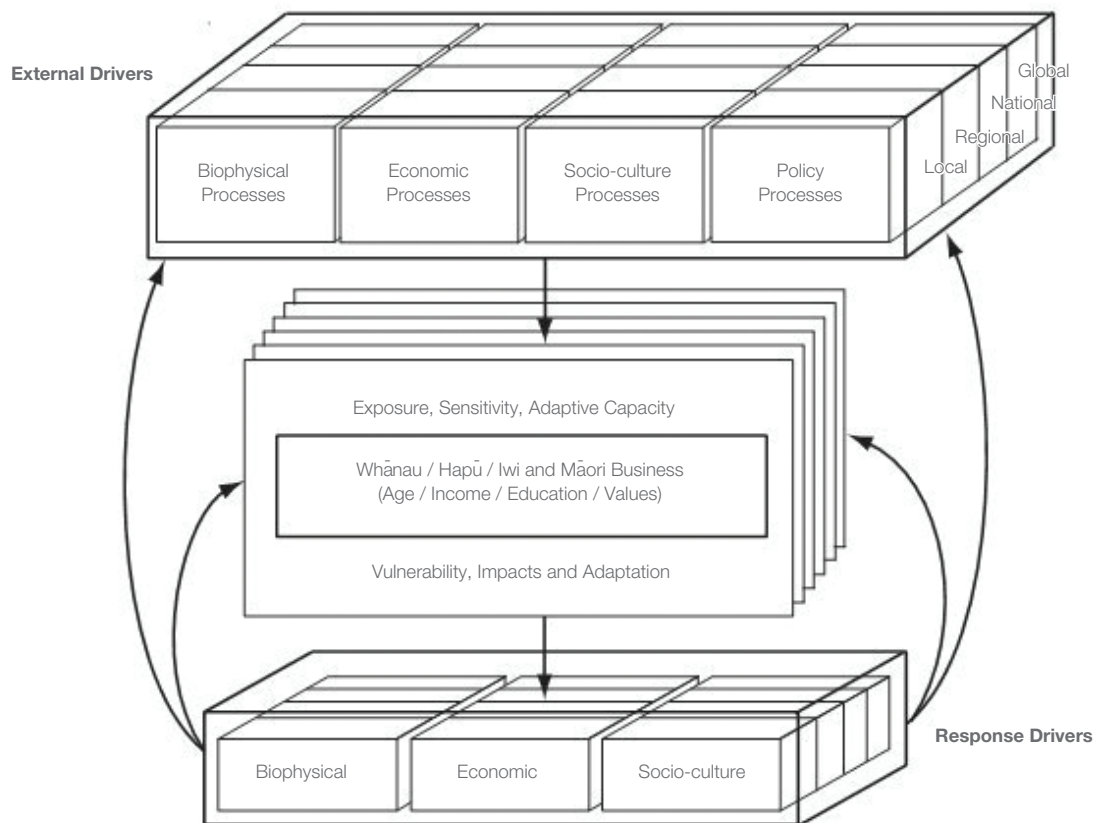 External Drivers
Global
National
Regional
Local
Biophysical
Processes
Economic
Processes
Socio-culture
Processes
Policy
Processes
Exposure, Sensitivity, Adaptive Capacity
Whānau / Hapū / Iwi and Māori Business
(Age / Income / Education / Values)
Vulnerability, Impacts and Adaptation
Response Drivers
Biophysical
Economic
Socio-culture